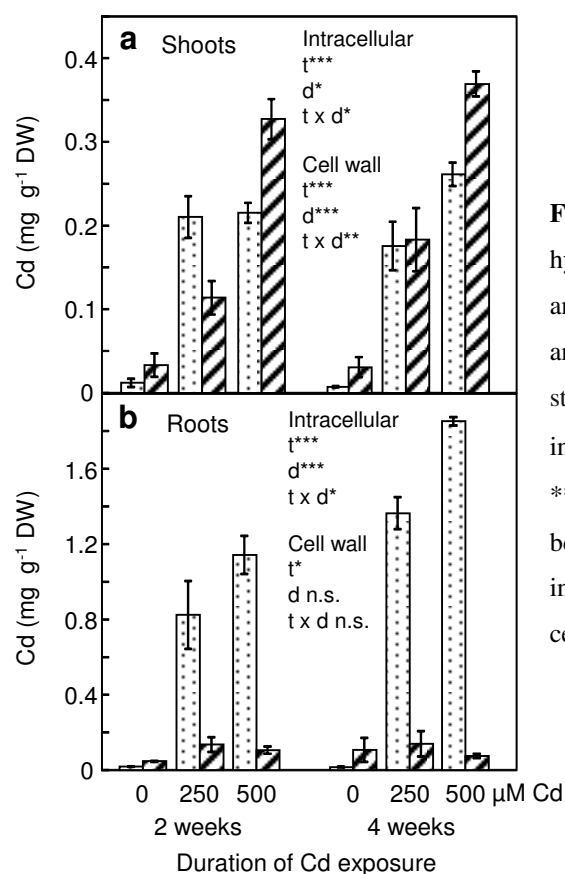 a Shoots
Intracellular
t***
d*
t x d*
Cell wall
t***
d***
t x d**
Cd (mg g⁻¹ DW)
0.4
0.3
0.2
0.1
0
b Roots
Intracellular
t***
d***
t x d*
Cell wall
t*
d n.s.
t x d n.s.
Cd (mg g⁻¹ DW)
1.6
1.2
0.8
0.4
0
0 250 500 0 250 500 µM Cd
2 weeks 4 weeks
Duration of Cd exposure
F
hy
ar
ar
st
in
**
be
in
ce